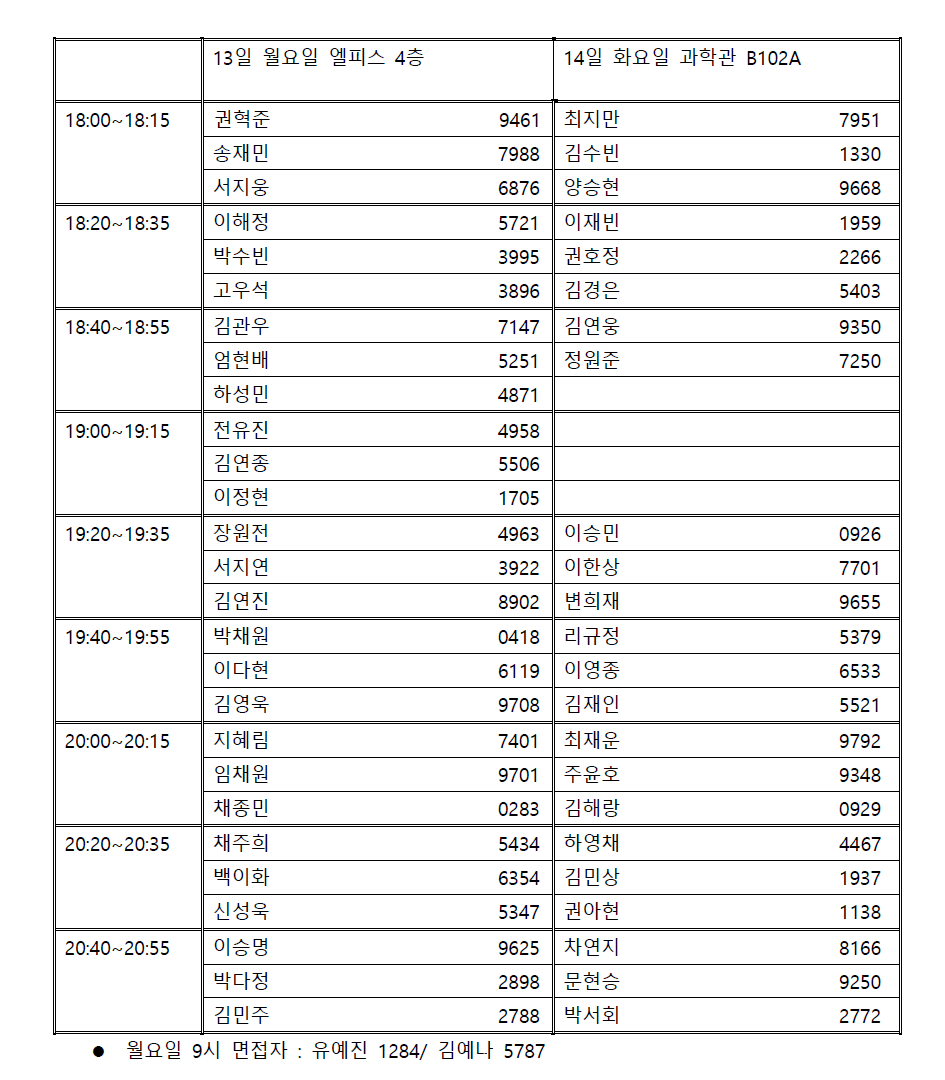 13일 월요일 엘피스 4층 14일 화요일 과학관 B102A
18:00~18:15 권혁준 9461 최지만 7951
송재민 7988 김수빈 1330
서지웅 6876 양승현 9668
18:20~18:35 이해정 5721 이재빈 1959
박수빈 3995 권호정 2266
고우석 3896 김경은 5403
18:40~18:55 김관우 7147 김연웅 9350
엄현배 5251 정원준 7250
하성민 4871
19:00~19:15 전유진 4958
김연종 5506
이정현 1705
19:20~19:35 장원전 4963 이승민 0926
서지연 3922 이한상 7701
김연진 8902 변희재 9655
19:40~19:55 박채원 0418 리규정 5379
이다현 6119 이영종 6533
김영욱 9708 김재인 5521
20:00~20:15 지혜림 7401 최재운 9792
임채원 9701 주윤호 9348
채종민 0283 김해랑 0929
20:20~20:35 채주희 5434 하영채 4467
백이화 6354 김민상 1937
신성욱 5347 권아현 1138
20:40~20:55 이승명 9625 차연지 8166
박다정 2898 문현승 9250
김민주 2788 박서회 2772
● 월요일 9시 면접자 : 유예진 1284/ 김예나 5787